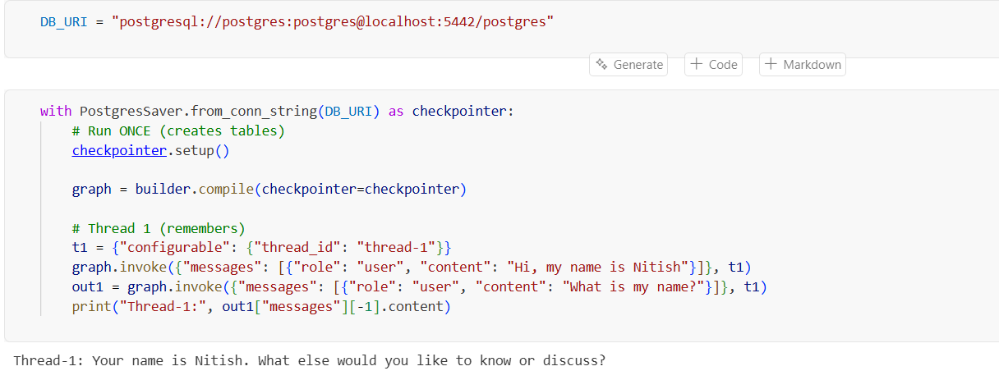 DB_URI = "postgresql://postgres:postgres@localhost:5442/postgres"
Generate
Code
Markdown
with PostgresSaver.from_conn_string(DB_URI) as checkpointer:
    # Run ONCE (creates tables)
    checkpointer.setup()
    graph = builder.compile(checkpointer=checkpointer)
    # Thread 1 (remembers)
    t1 = {"configurable": {"thread_id": "thread-1"}}
    graph.invoke({"messages": [{"role": "user", "content": "Hi, my name is Nitish"}]}, t1)
    out1 = graph.invoke({"messages": [{"role": "user", "content": "What is my name?"}]}, t1)
    print("Thread-1:", out1["messages"][-1].content)
Thread-1: Your name is Nitish. What else would you like to know or discuss?